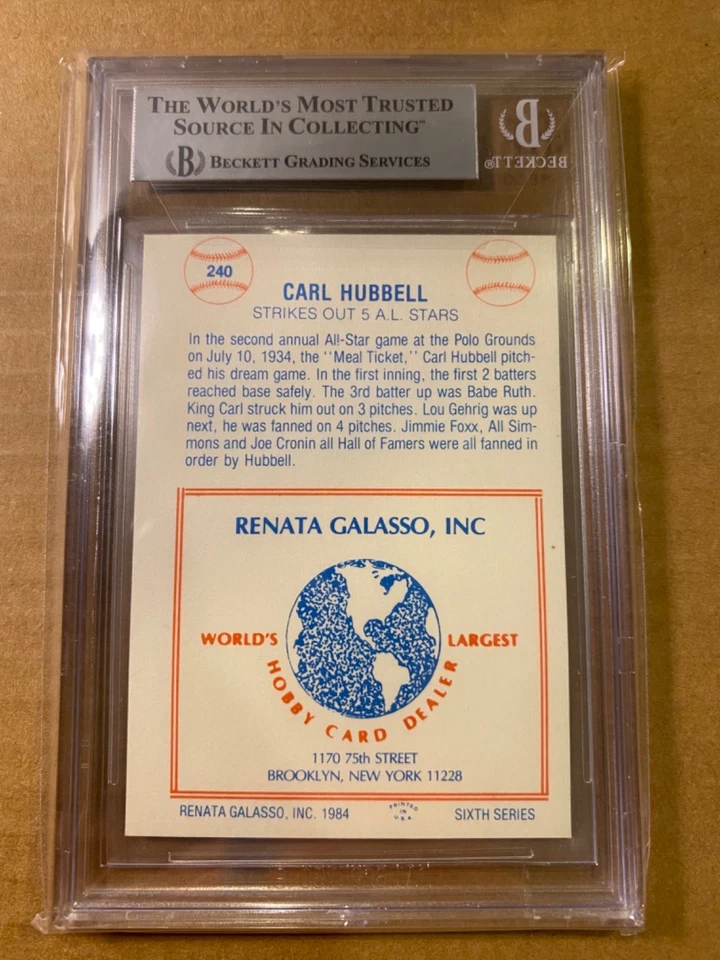 THE WORLD'S MOST TRUSTED
SOURCE IN COLLECTING™
B BECKETT GRADING SERVICES
B
BECKETT®
240
CARL HUBBELL
STRIKES OUT 5 A.L. STARS
In the second annual All-Star game at the Polo Grounds
on July 10, 1934, the "Meal Ticket," Carl Hubbell pitch-
ed his dream game. In the first inning, the first 2 batters
reached base safely. The 3rd batter up was Babe Ruth.
King Carl struck him out on 3 pitches. Lou Gehrig was up
next, he was fanned on 4 pitches. Jimmie Foxx, All Sim-
mons and Joe Cronin all Hall of Famers were all fanned in
order by Hubbell.
RENATA GALASSO, INC
WORLD'S LARGEST
HOBBY CARD DEALER
1170 75th STREET
BROOKLYN, NEW YORK 11228
RENATA GALASSO, INC. 1984
PRINTED
IN
U.S.A.
SIXTH SERIES